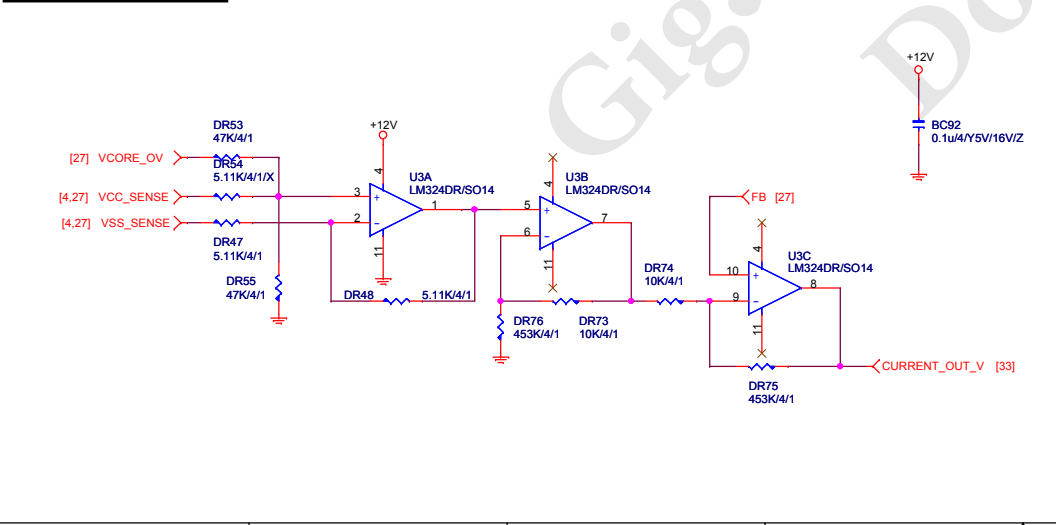 Gig.
Do
+12V
BC92
0.1u/4/Y5V/16V/Z
DR53
47K/4/1
[27] VCORE_OV
DR54
5.11K/4/1/X
[4,27] VCC_SENSE
[4,27] VSS_SENSE
DR47
5.11K/4/1
DR55
47K/4/1
+12V
4
U3A
LM324DR/SO14
3
+
1
2
-
11
DR48 5.11K/4/1
U3B
LM324DR/SO14
4
5
+
7
6
-
11
DR76
453K/4/1
DR73
10K/4/1
DR74
10K/4/1
FB [27]
4
U3C
LM324DR/SO14
10
+
8
9
-
11
DR75
453K/4/1
CURRENT_OUT_V [33]